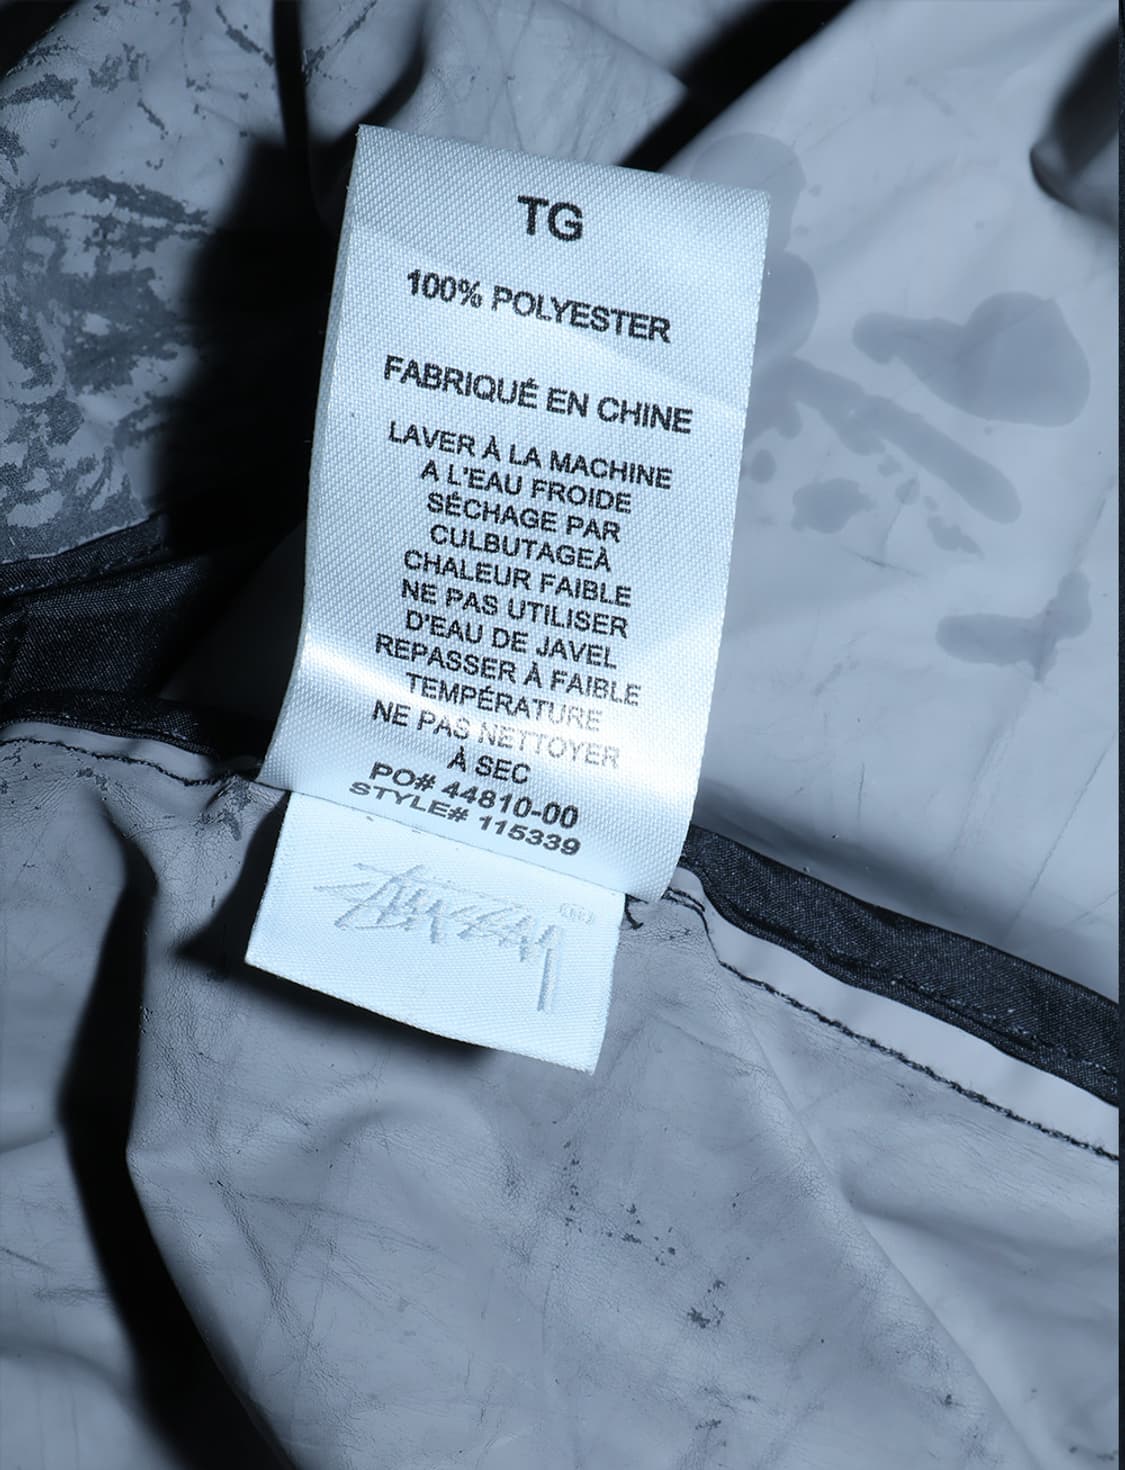 TG
100% POLYESTER
FABRIQUÉ EN CHINE
LAVER À LA MACHINE
A L'EAU FROIDE
SÉCHAGE PAR
CULBUTAGEÀ
CHALEUR FAIBLE
NE PAS UTILISER
D'EAU DE JAVEL
REPASSER À FAIBLE
TEMPÉRATURE
NE PAS NETTOYER
À SEC
PO# 44810-00
STYLE# 115339
Stüssy